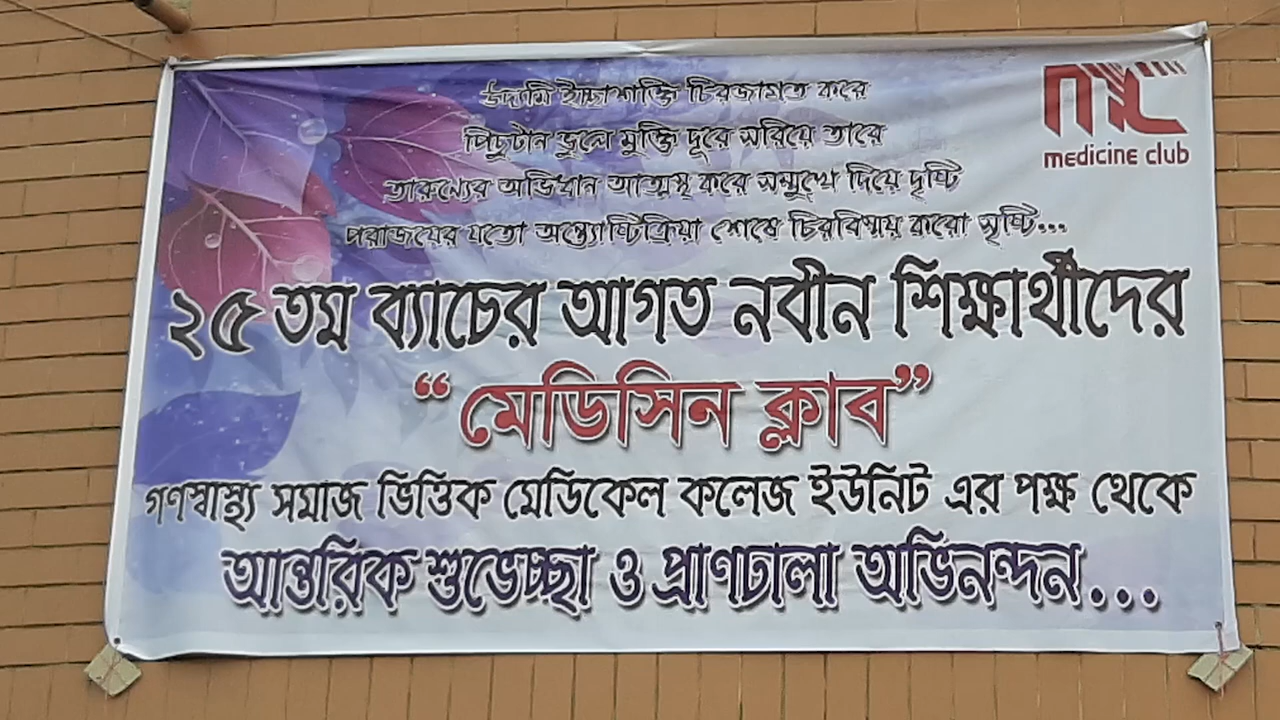 উদ্যমি ইচ্ছাশক্তি চিরজাগ্রত করে
পিছুটান ভুলে মুক্তি দূরে সরিয়ে তারে
তারুণ্যের অভিধান আত্মস্থ করে সম্মুখে দিয়ে দৃষ্টি
পরাজয়ের যতো অন্ত্যেষ্টিক্রিয়া শেষে চিরবিস্ময় করো সৃষ্টি...
medicine club
২৫ তম ব্যাচের আগত নবীন শিক্ষার্থীদের
“মেডিসিন ক্লাব”
গণস্বাস্থ্য সমাজ ভিত্তিক মেডিকেল কলেজ ইউনিট এর পক্ষ থেকে
আন্তরিক শুভেচ্ছা ও প্রাণঢালা অভিনন্দন...